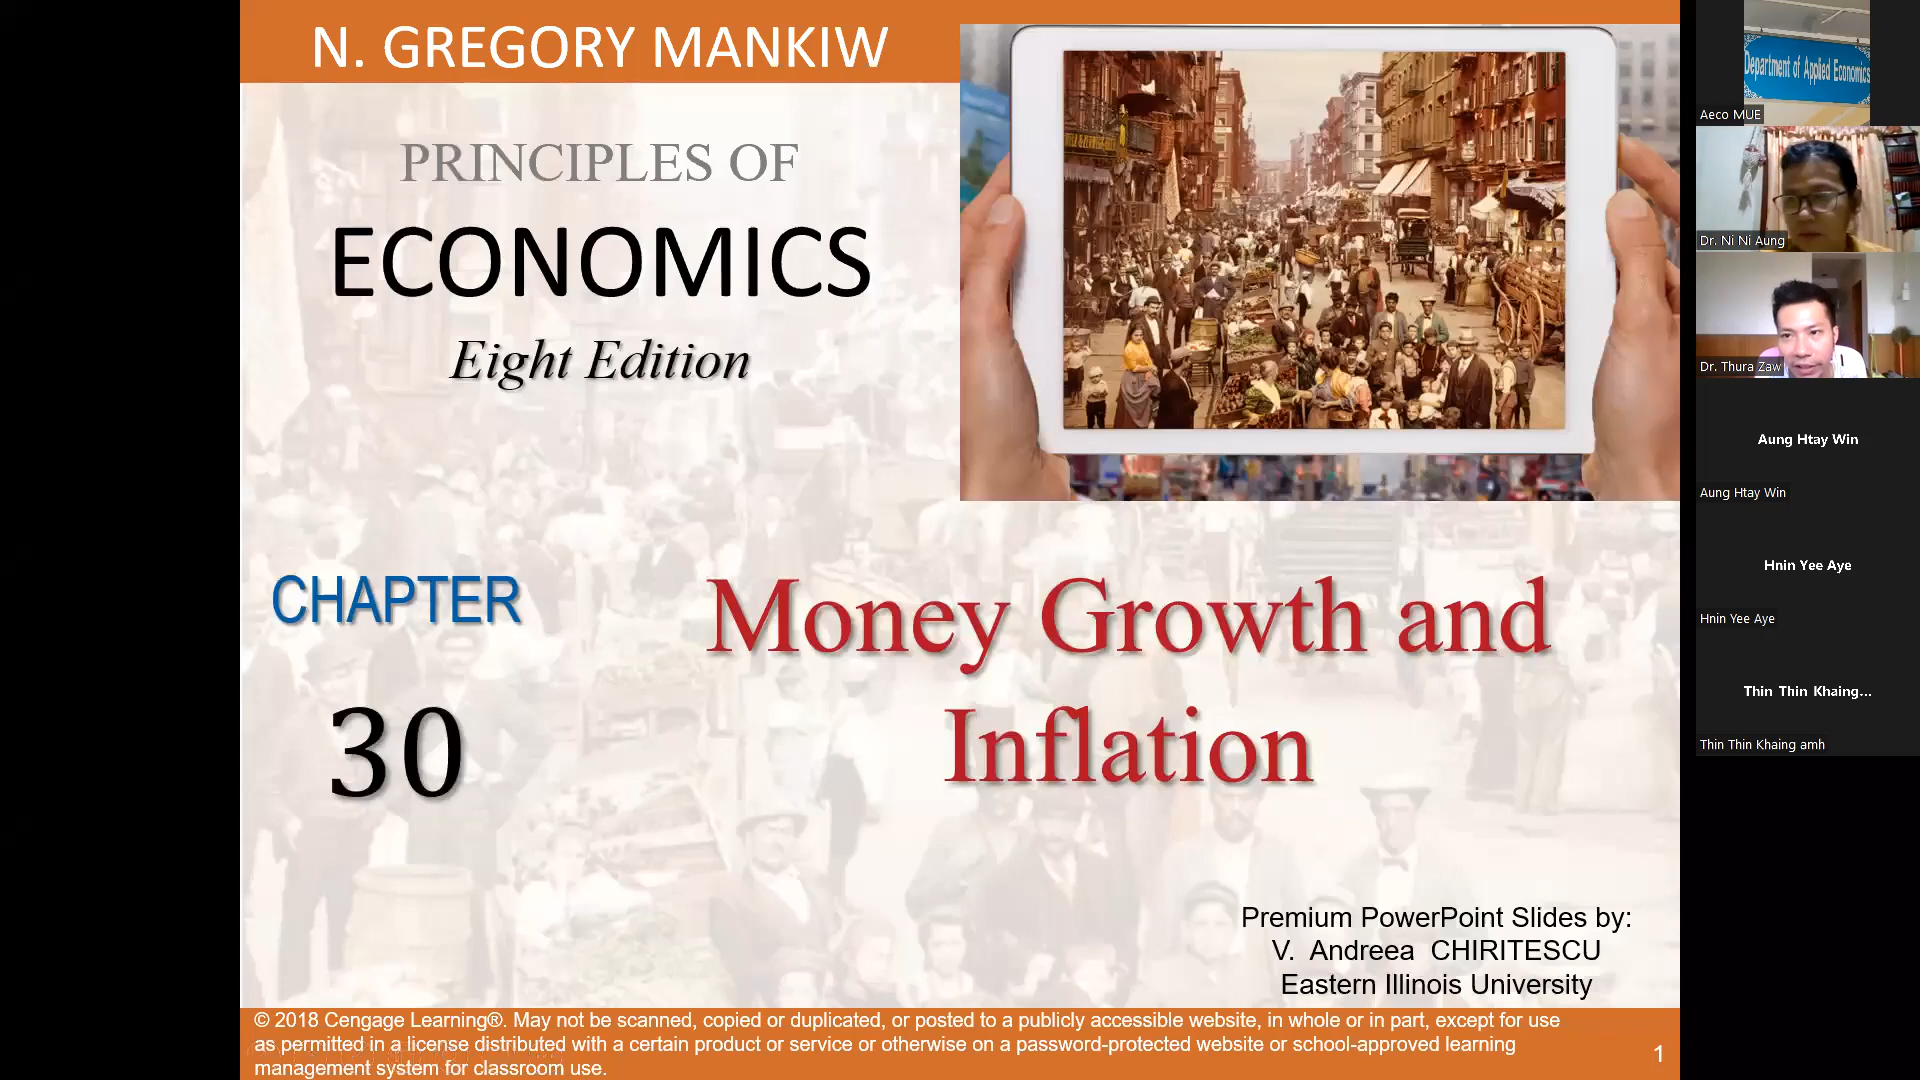 N. GREGORY MANKIW
PRINCIPLES OF
ECONOMICS
Eight Edition
CHAPTER
30
Money Growth and
Inflation
Premium PowerPoint Slides by:
V. Andreea CHIRITESCU
Eastern Illinois University
© 2018 Cengage Learning®. May not be scanned, copied or duplicated, or posted to a publicly accessible website, in whole or in part, except for use
as permitted in a license distributed with a certain product or service or otherwise on a password-protected website or school-approved learning
management system for classroom use.
1
Department of Applied Economics
Aeco MUE
Dr. Ni Ni Aung
Dr. Thura Zaw
Aung Htay Win
Aung Htay Win
Hnin Yee Aye
Hnin Yee Aye
Thin Thin Khaing...
Thin Thin Khaing amh